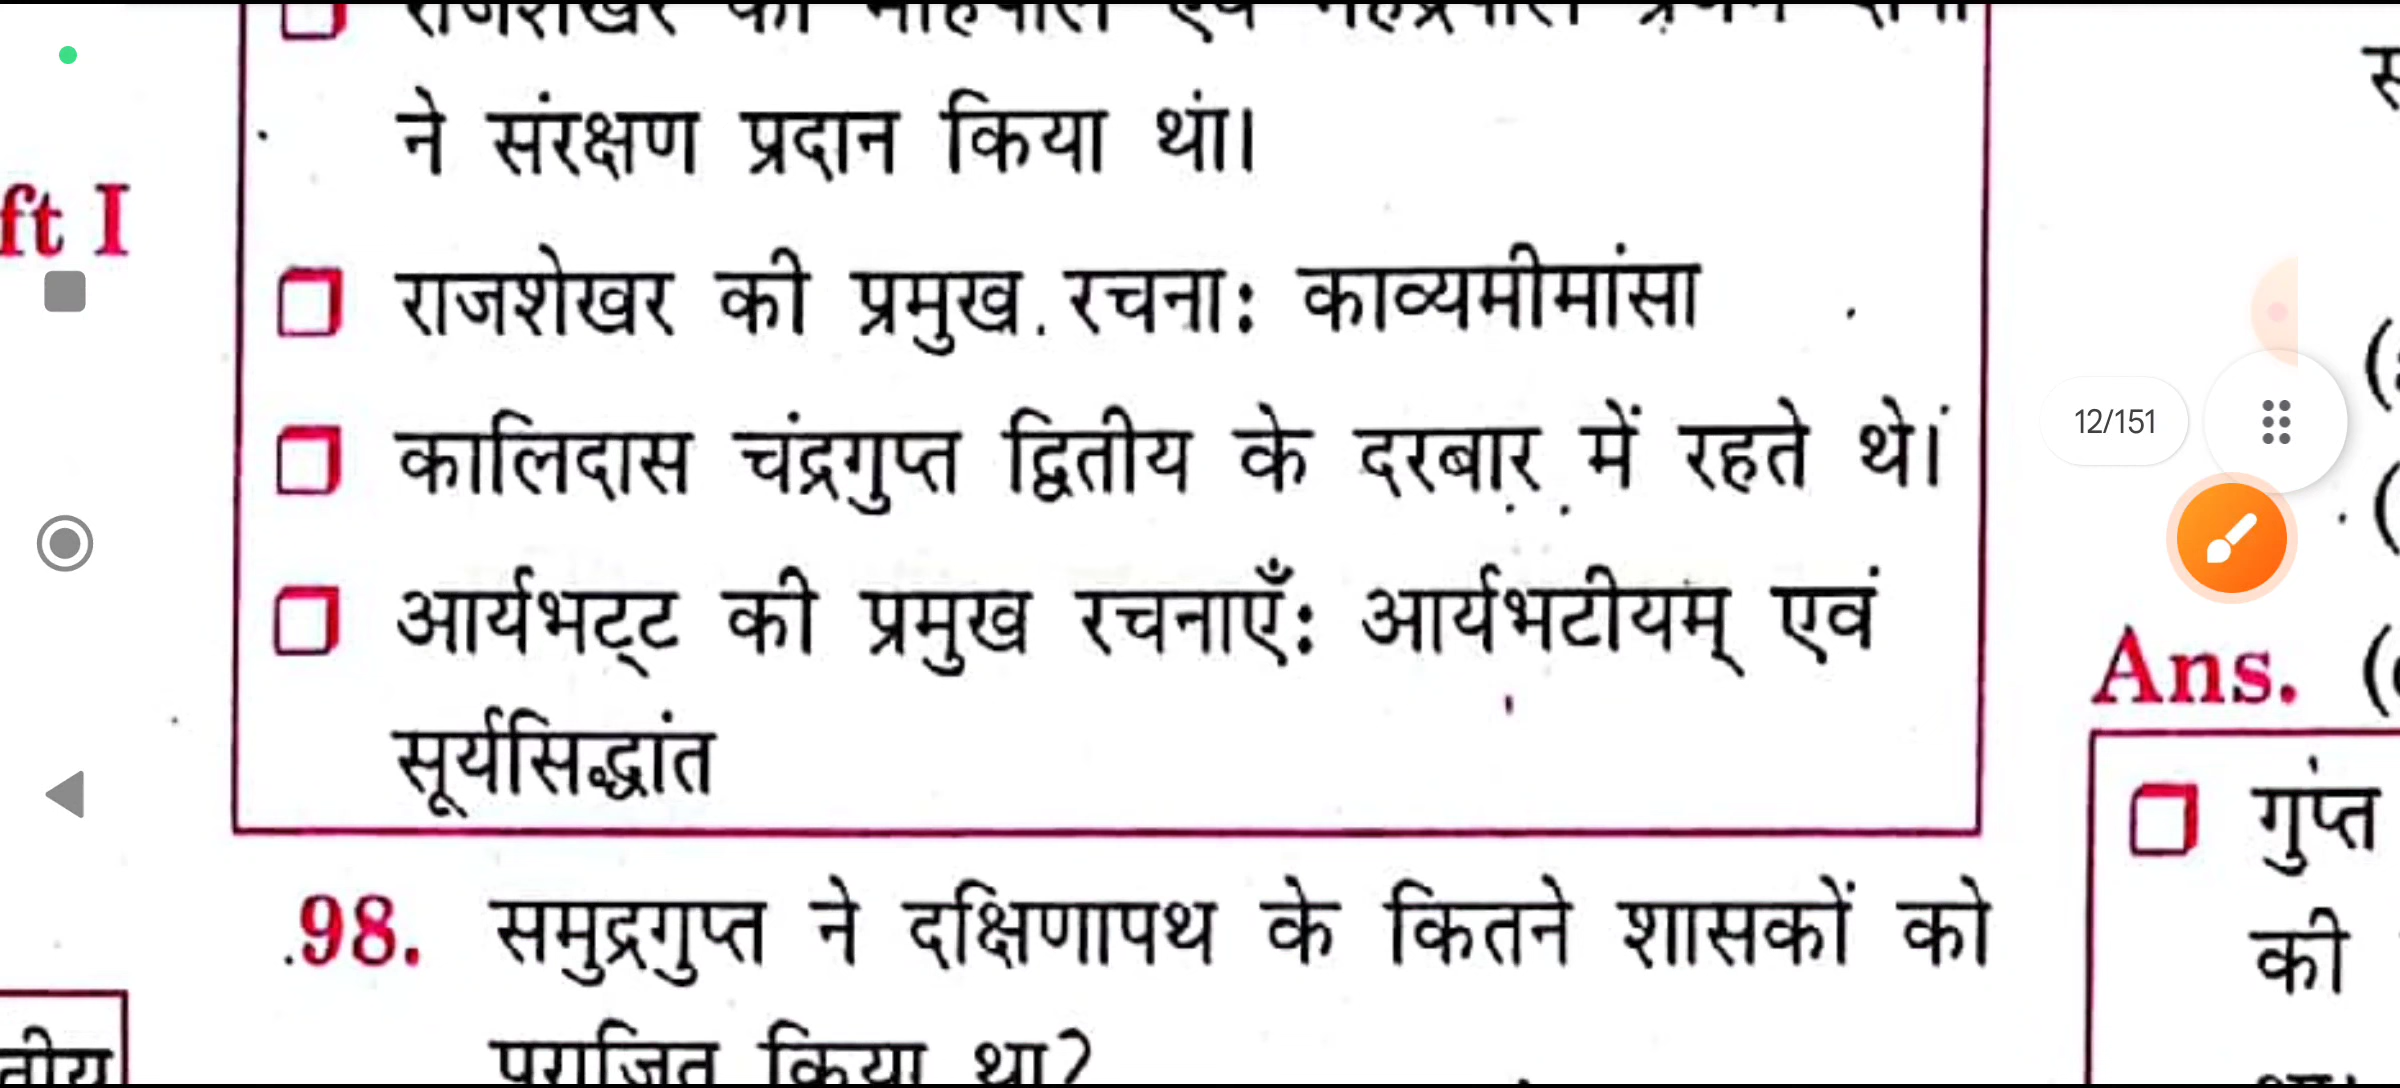 ने संरक्षण प्रदान किया था।
राजशेखर की प्रमुख रचना: काव्यमीमांसा
कालिदास चंद्रगुप्त द्वितीय के दरबार में रहते थे।
आर्यभट्ट की प्रमुख रचनाएँ: आर्यभटीयम् एवं
सूर्यसिद्धांत
98. समुद्रगुप्त ने दक्षिणापथ के कितने शासकों को
पराजित किया था?
ft I
12/151
Ans.
गुप्त
की